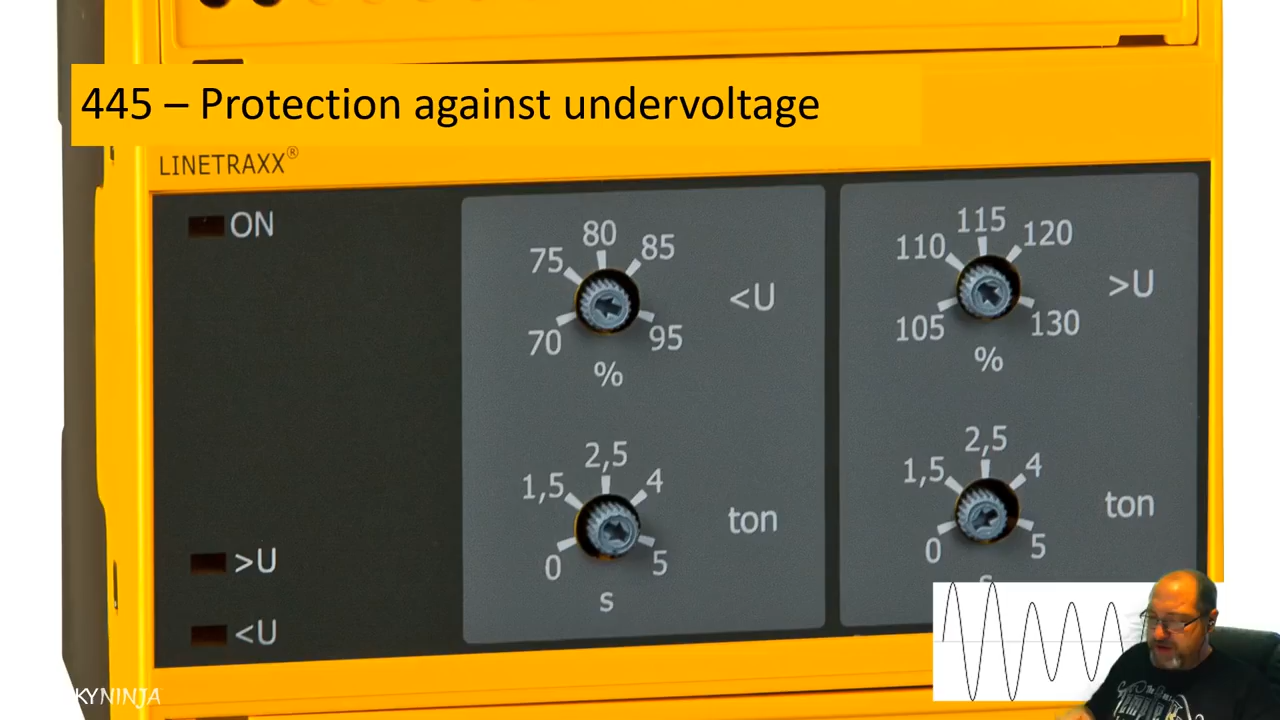 445 – Protection against undervoltage
LINETRAXX®
ON
75 80 85
70 95
%
<U
110 115 120
105 130
%
>U
1,5 2,5 4
0 5
s
ton
1,5 2,5 4
0 5
s
ton
>U
<U
KYNINJA